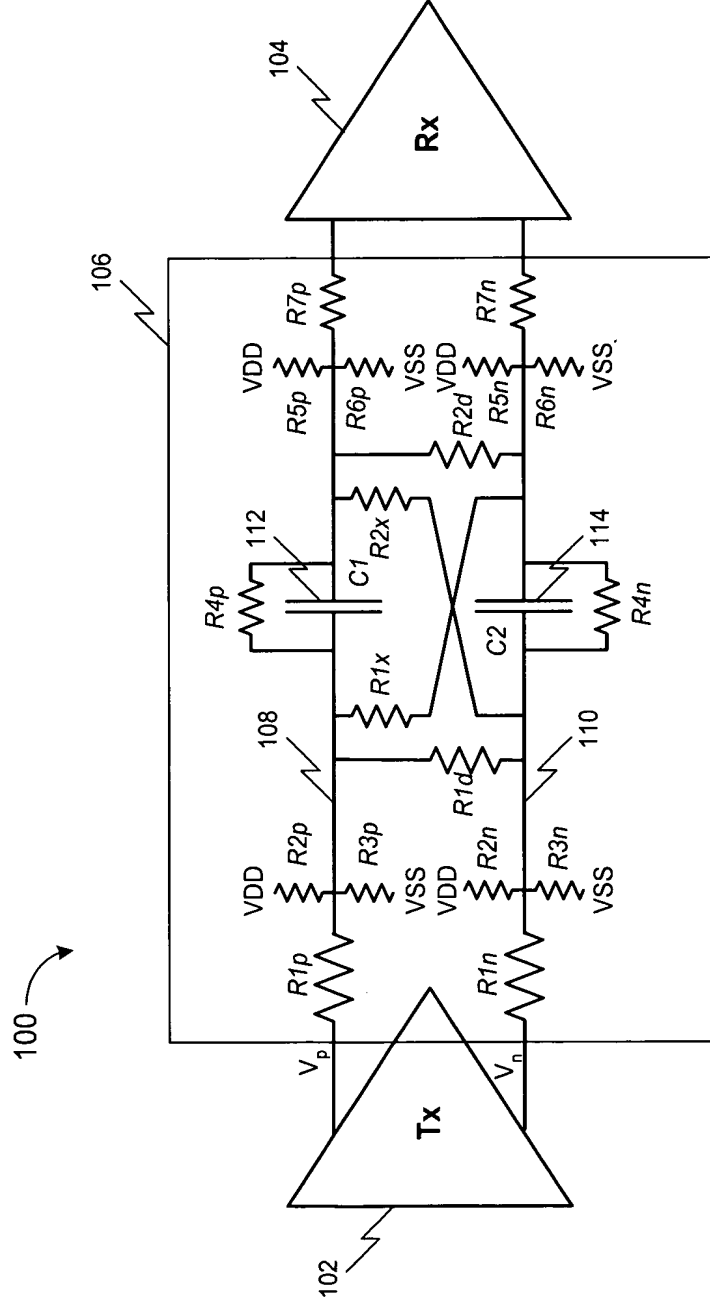 100
106
104
102
Tx
Rx
V_p
V_n
R1p
R1n
VDD
R2p
R3p
VSS
VDD
R2n
R3n
VSS
108
110
R1d
R1x
R4p
112
C1
R2x
C2
114
R4n
R2d
VDD
R5p
R6p
VSS
VDD
R5n
R6n
VSS
R7p
R7n